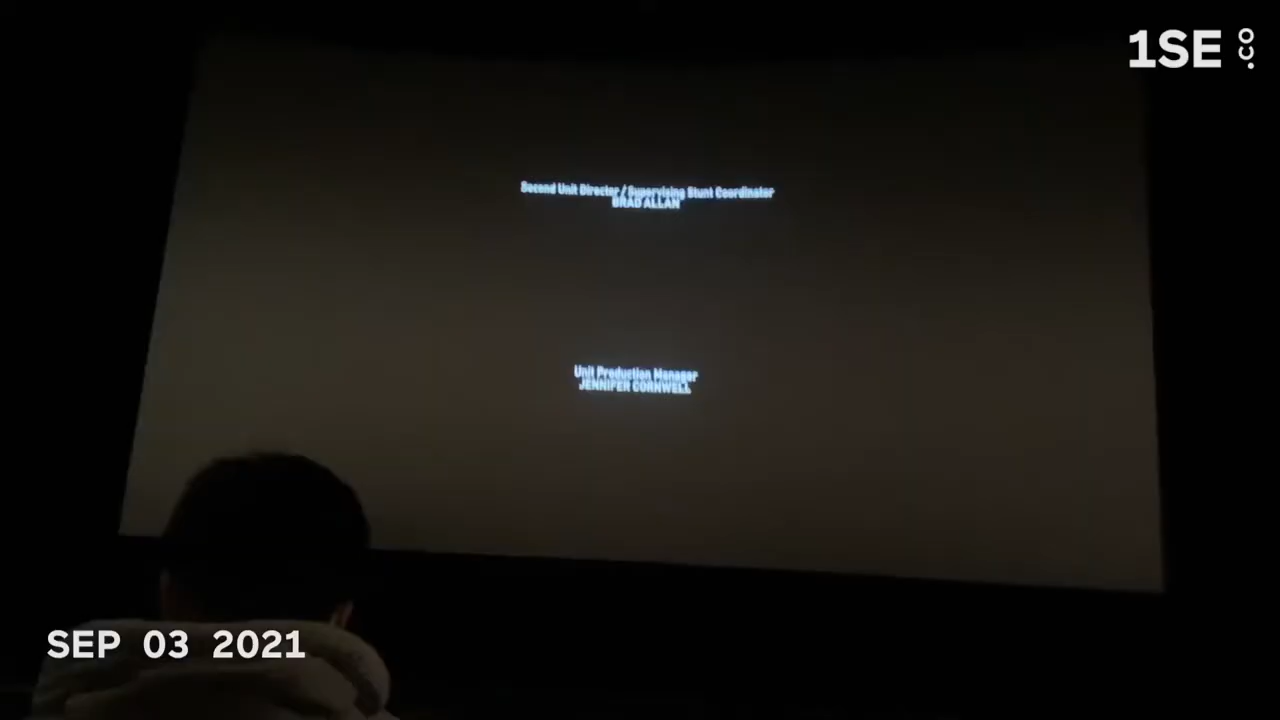 1SE .CO
Second Unit Director / Supervising Stunt Coordinator
BRAD ALLAN
Unit Production Manager
JENNIFER CORNWELL
SEP 03 2021